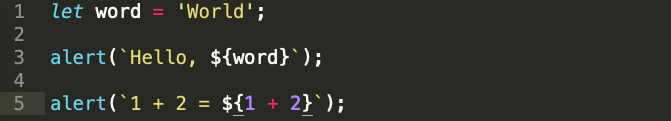 1 let word = 'World';
2
3 alert(`Hello, ${word}`);
4
5 alert(`1 + 2 = ${1 + 2}`);